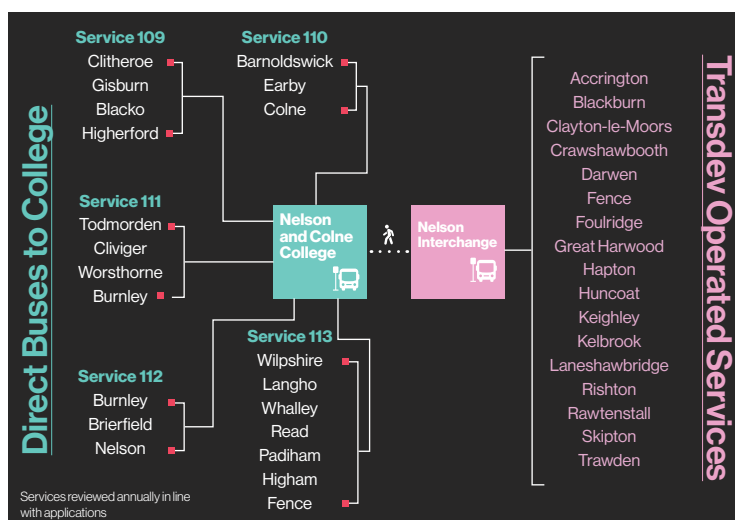 Direct Buses to College
Service 109
Clitheroe
Gisburn
Blacko
Higherford
Service 110
Barnoldswick
Earby
Colne
Service 111
Todmorden
Cliviger
Worsthorne
Burnley
Service 112
Burnley
Brierfield
Nelson
Service 113
Wilpshire
Langho
Whalley
Read
Padiham
Higham
Fence
Nelson
and Colne
College
Nelson
Interchange
Accrington
Blackburn
Clayton-le-Moors
Crawshawbooth
Darwen
Fence
Foulridge
Great Harwood
Hapton
Huncoat
Keighley
Kelbrook
Laneshawbridge
Rishton
Rawtenstall
Skipton
Trawden
Transdev Operated Services
Services reviewed annually in line
with applications